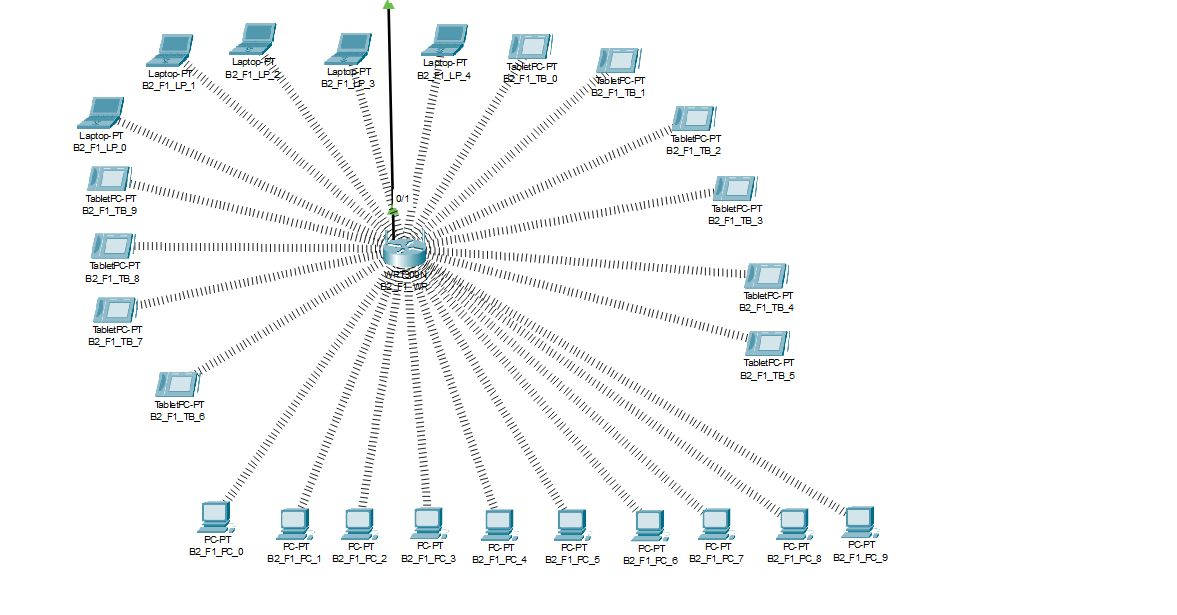 Laptop-PT
B2_F1_LP_1
Laptop-PT
B2_F1_LP_2
Laptop-PT
B2_F1_LP_3
Laptop-PT
B2_F1_LP_4
TabletPC-PT
B2_F1_TB_0
TabletPC-PT
B2_F1_TB_1
Laptop-PT
B2_F1_LP_0
TabletPC-PT
B2_F1_TB_2
TabletPC-PT
B2_F1_TB_9
TabletPC-PT
B2_F1_TB_3
0/1
TabletPC-PT
B2_F1_TB_8
WRT300N
B2_F1_WR
TabletPC-PT
B2_F1_TB_4
TabletPC-PT
B2_F1_TB_7
TabletPC-PT
B2_F1_TB_5
TabletPC-PT
B2_F1_TB_6
PC-PT
B2_F1_PC_0
PC-PT
B2_F1_PC_1
PC-PT
B2_F1_PC_2
PC-PT
B2_F1_PC_3
PC-PT
B2_F1_PC_4
PC-PT
B2_F1_PC_5
PC-PT
B2_F1_PC_6
PC-PT
B2_F1_PC_7
PC-PT
B2_F1_PC_8
PC-PT
B2_F1_PC_9